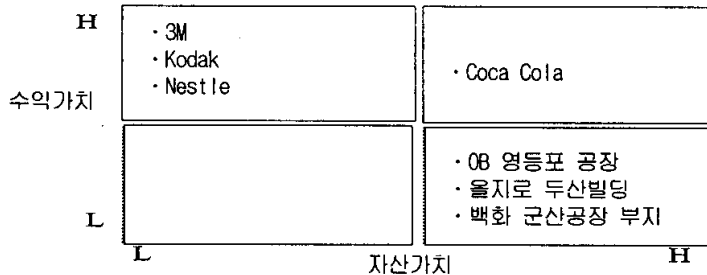 H
· 3M
· Kodak
· Nestle
· Coca Cola
수익가치
· OB 영등포 공장
· 을지로 두산빌딩
· 백화 군산공장 부지
L
L
자산가치
H